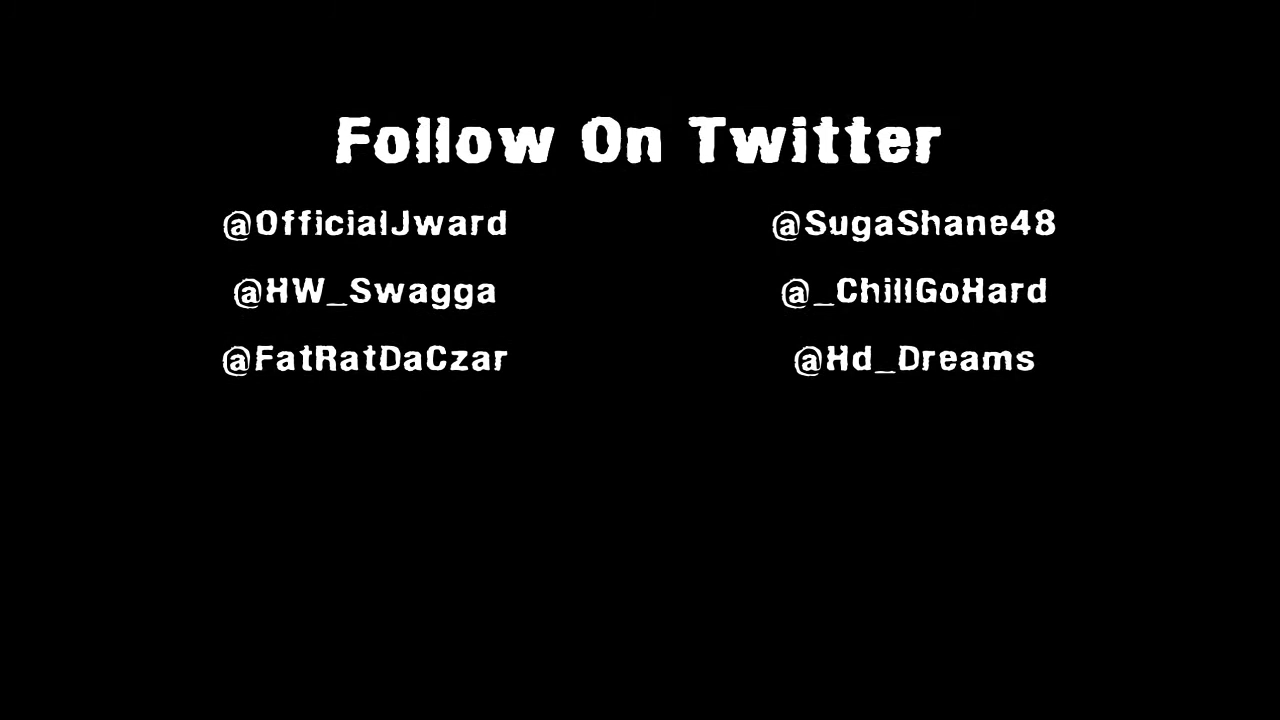 Follow On Twitter
@OfficialJward
@SugaShane48
@HW_Swagga
@_ChillGoHard
@FatRatDaCzar
@Hd_Dreams